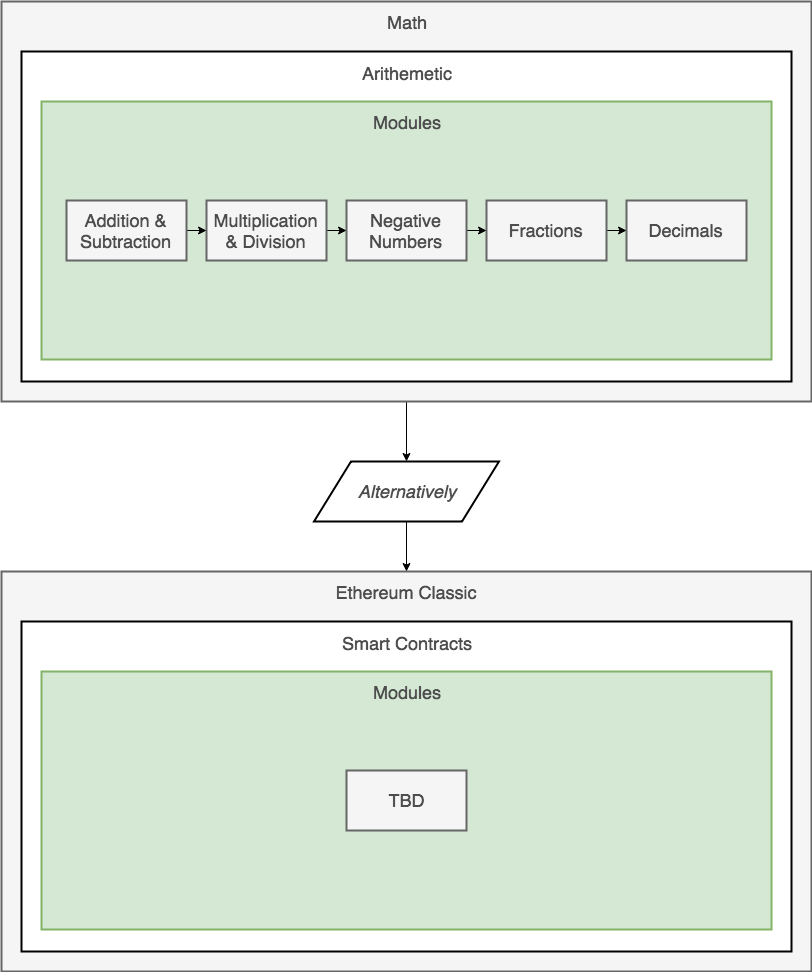 Math
Arithemetic
Modules
Addition &
Subtraction
Multiplication
& Division
Negative
Numbers
Fractions
Decimals
Alternatively
Ethereum Classic
Smart Contracts
Modules
TBD